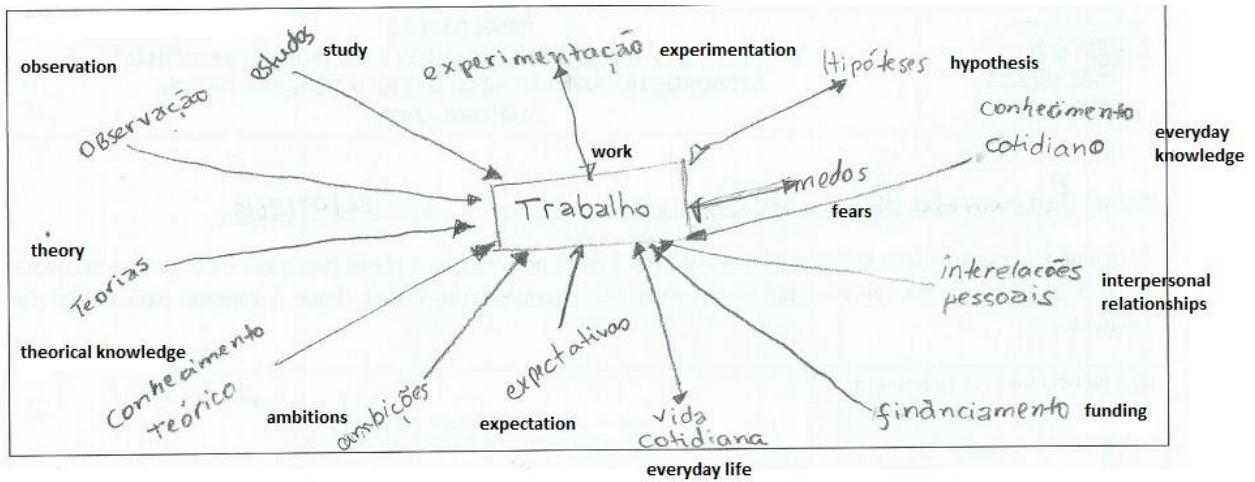 study
estudos
experimentação
experimentation
Hipóteses
hypothesis
observation
Observação
conhecimento
cotidiano
everyday
knowledge
work
Trabalho
medos
fears
theory
Teorias
interelações
pessoais
interpersonal
relationships
theorical knowledge
Conhecimento
teorico
ambitions
ambições
expectativas
expectation
vida
cotidiana
everyday life
financiamento
funding